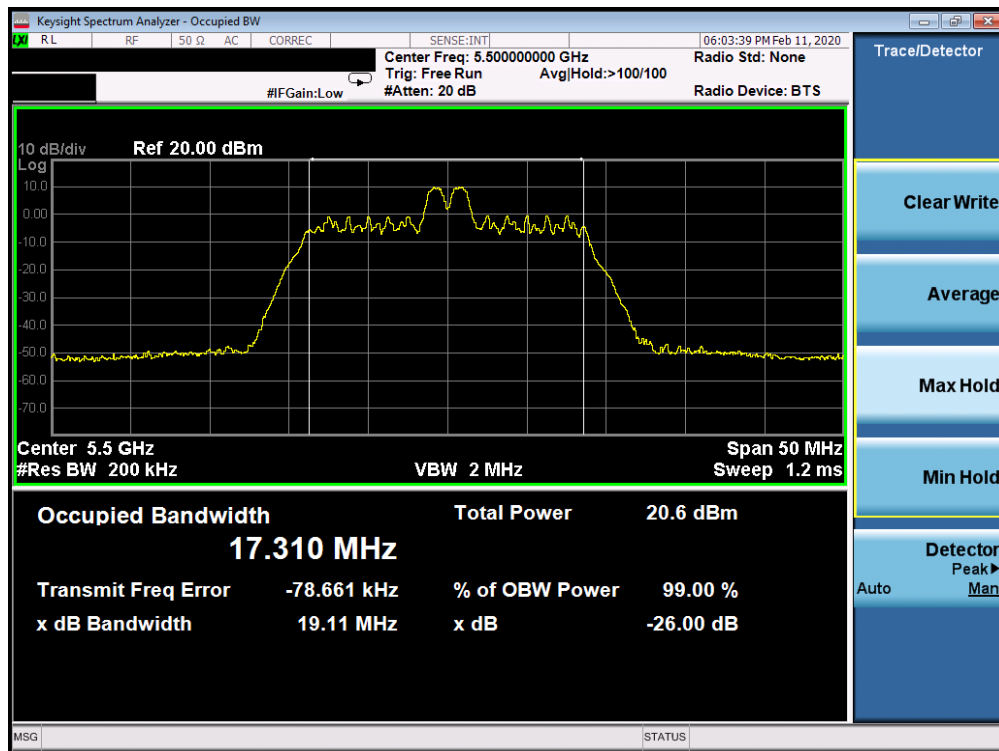 Keysight Spectrum Analyzer - Occupied BW
LXI RL RF 50 Ω AC CORREC SENSE:INT 06:03:39 PM Feb 11, 2020
Center Freq: 5.500000000 GHz Radio Std: None
Trig: Free Run Avg|Hold:>100/100
#IFGain:Low #Atten: 20 dB Radio Device: BTS
10 dB/div Ref 20.00 dBm
Log
10.0
0.00
-10.0
-20.0
-30.0
-40.0
-50.0
-60.0
-70.0
Center 5.5 GHz Span 50 MHz
#Res BW 200 kHz VBW 2 MHz Sweep 1.2 ms
Occupied Bandwidth Total Power 20.6 dBm
17.310 MHz
Transmit Freq Error -78.661 kHz % of OBW Power 99.00 %
x dB Bandwidth 19.11 MHz x dB -26.00 dB
MSG STATUS
Trace/Detector
Clear Write
Average
Max Hold
Min Hold
Detector
Peak▶
Auto Man